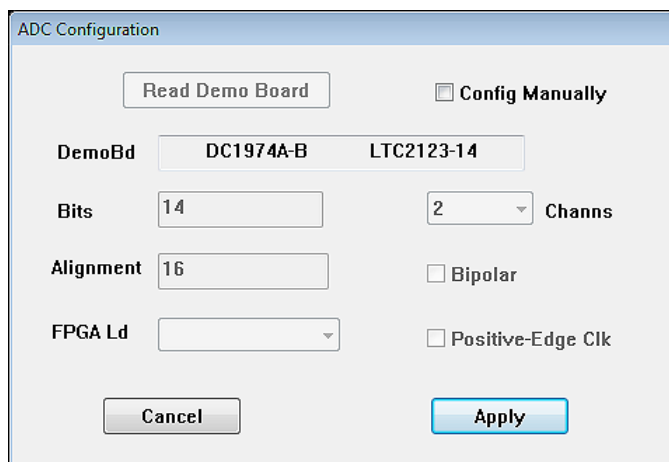 ADC Configuration
Read Demo Board
Config Manually
DemoBd DC1974A-B LTC2123-14
Bits 14 2 Channs
Alignment 16 Bipolar
FPGA Ld Positive-Edge Clk
Cancel Apply